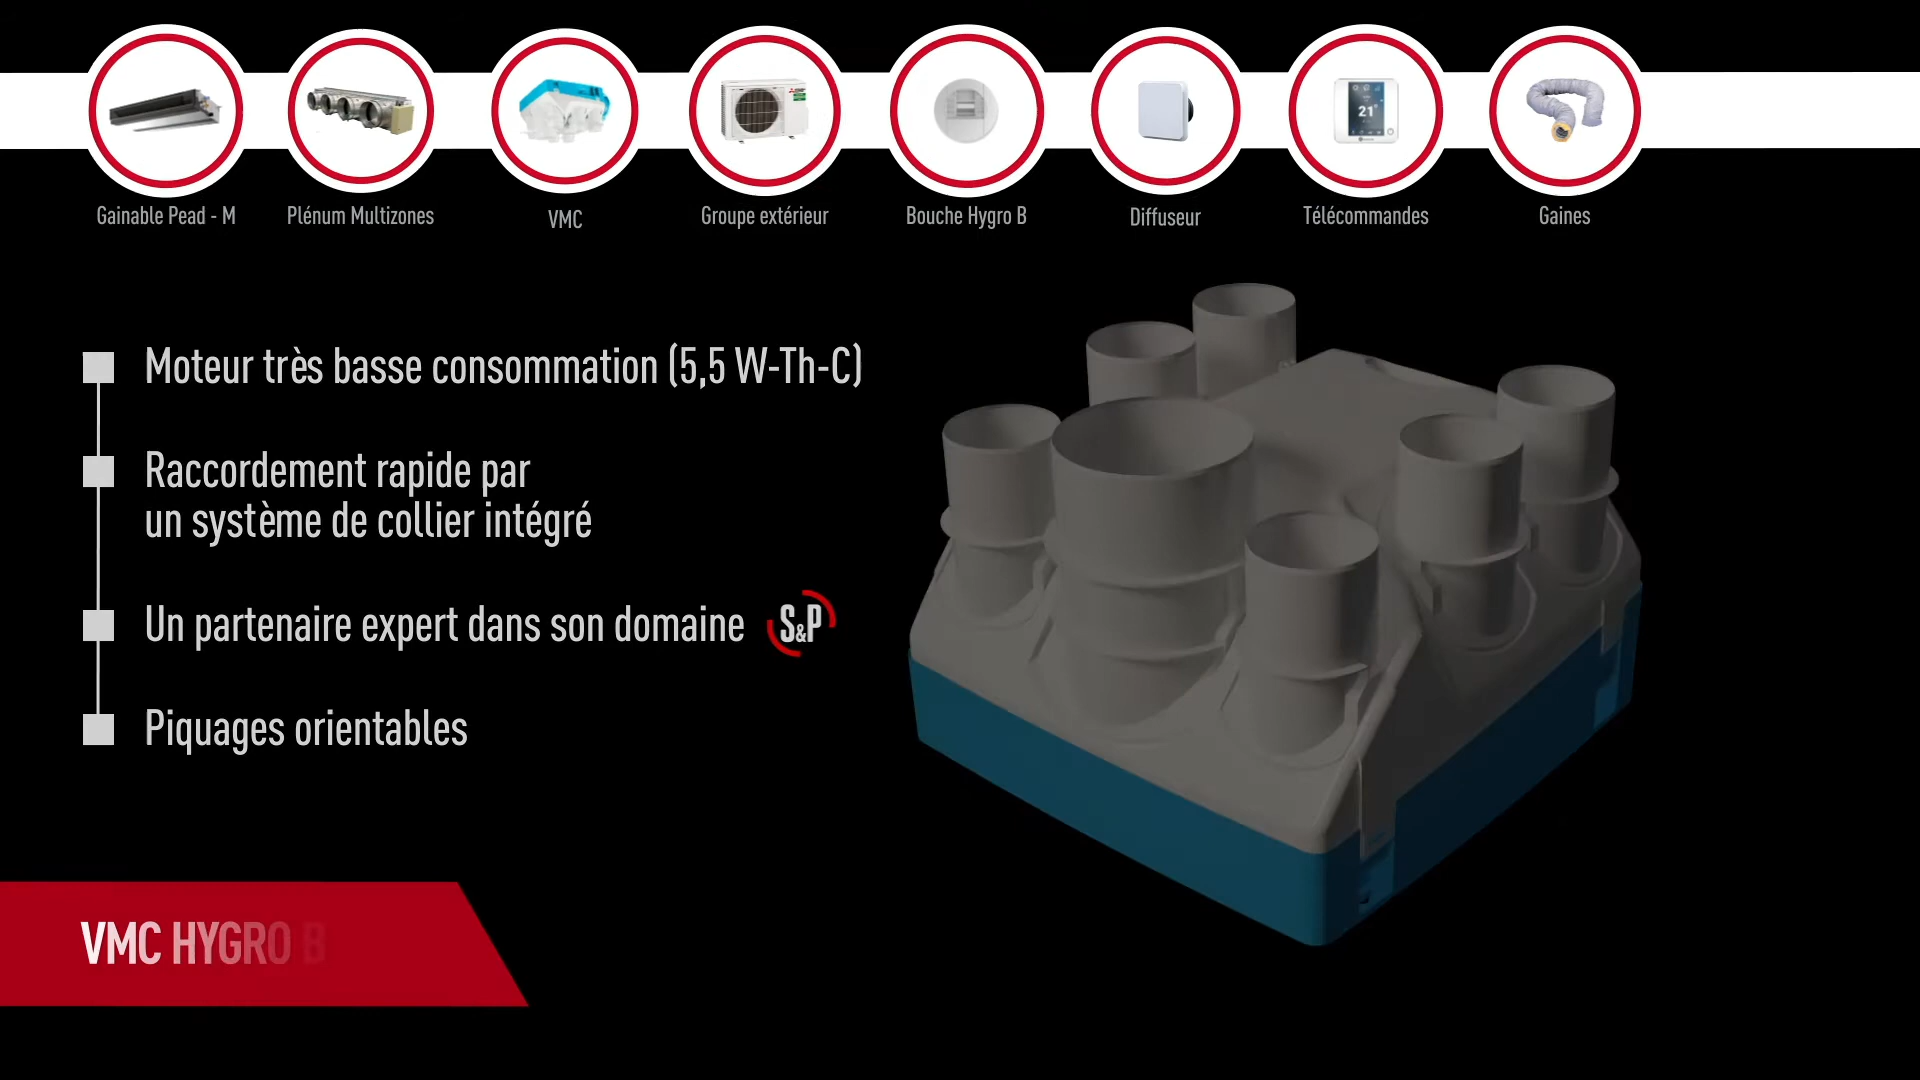 Gainable Pead - M
Plénum Multizones
VMC
Groupe extérieur
Bouche Hygro B
Diffuseur
21°
Télécommandes
Gaines
Moteur très basse consommation (5,5 W-Th-C)
Raccordement rapide par
un système de collier intégré
Un partenaire expert dans son domaine S&P
Piquages orientables
VMC HYGRO B